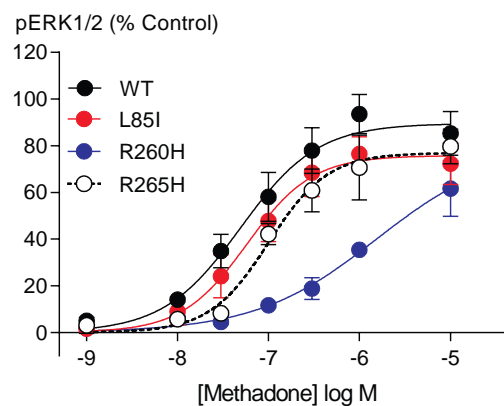 pERK1/2 (% Control)
120
100
80
60
40
20
0
WT
L85I
R260H
R265H
-9 -8 -7 -6 -5
[Methadone] log M